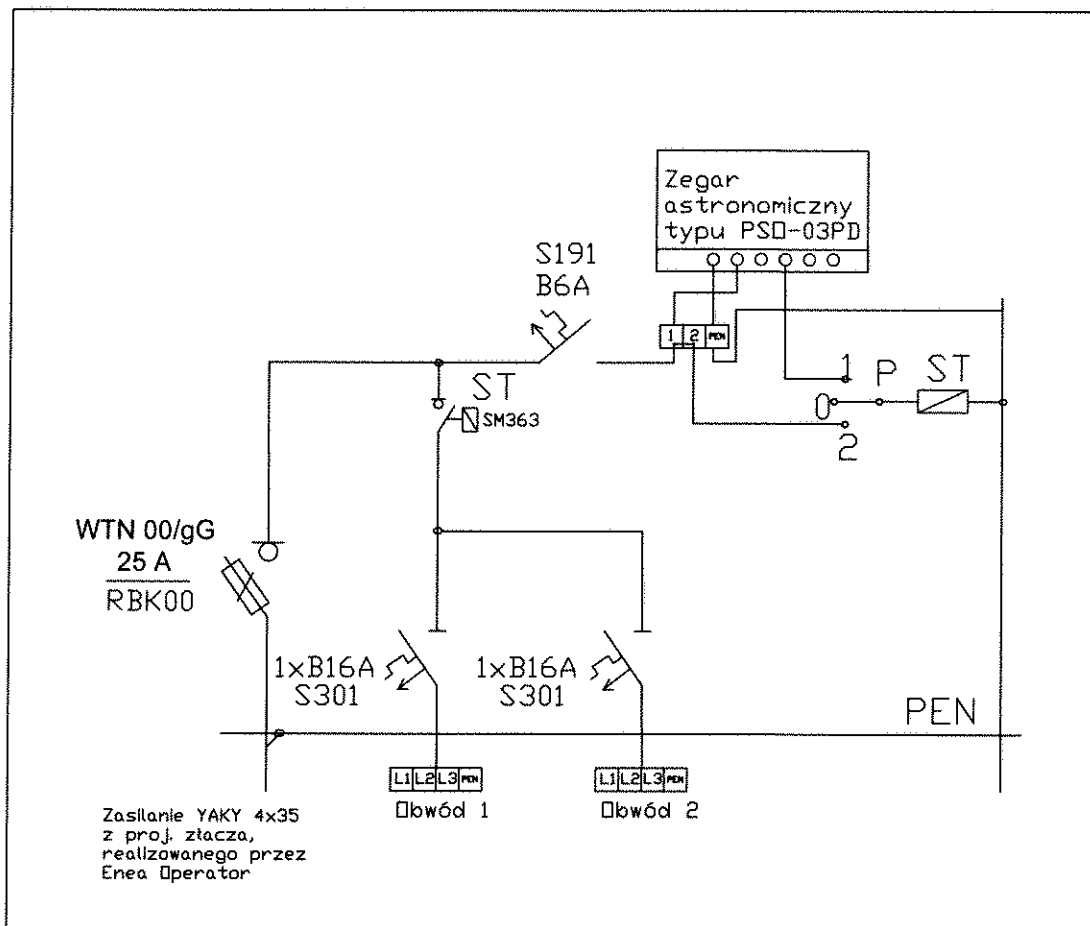 Zegar
astronomiczny
typu PSO-03PD
S191
B6A
1 2 PEN
ST
SM363
1 P ST
0
2
WTN 00/gG
25 A
RBK00
1xB16A
S301
1xB16A
S301
PEN
L1 L2 L3 PEN
L1 L2 L3 PEN
Obwód 1
Obwód 2
Zasilanie YAKY 4x35
z proj. złacza,
realizowanego przez
Enea Operator